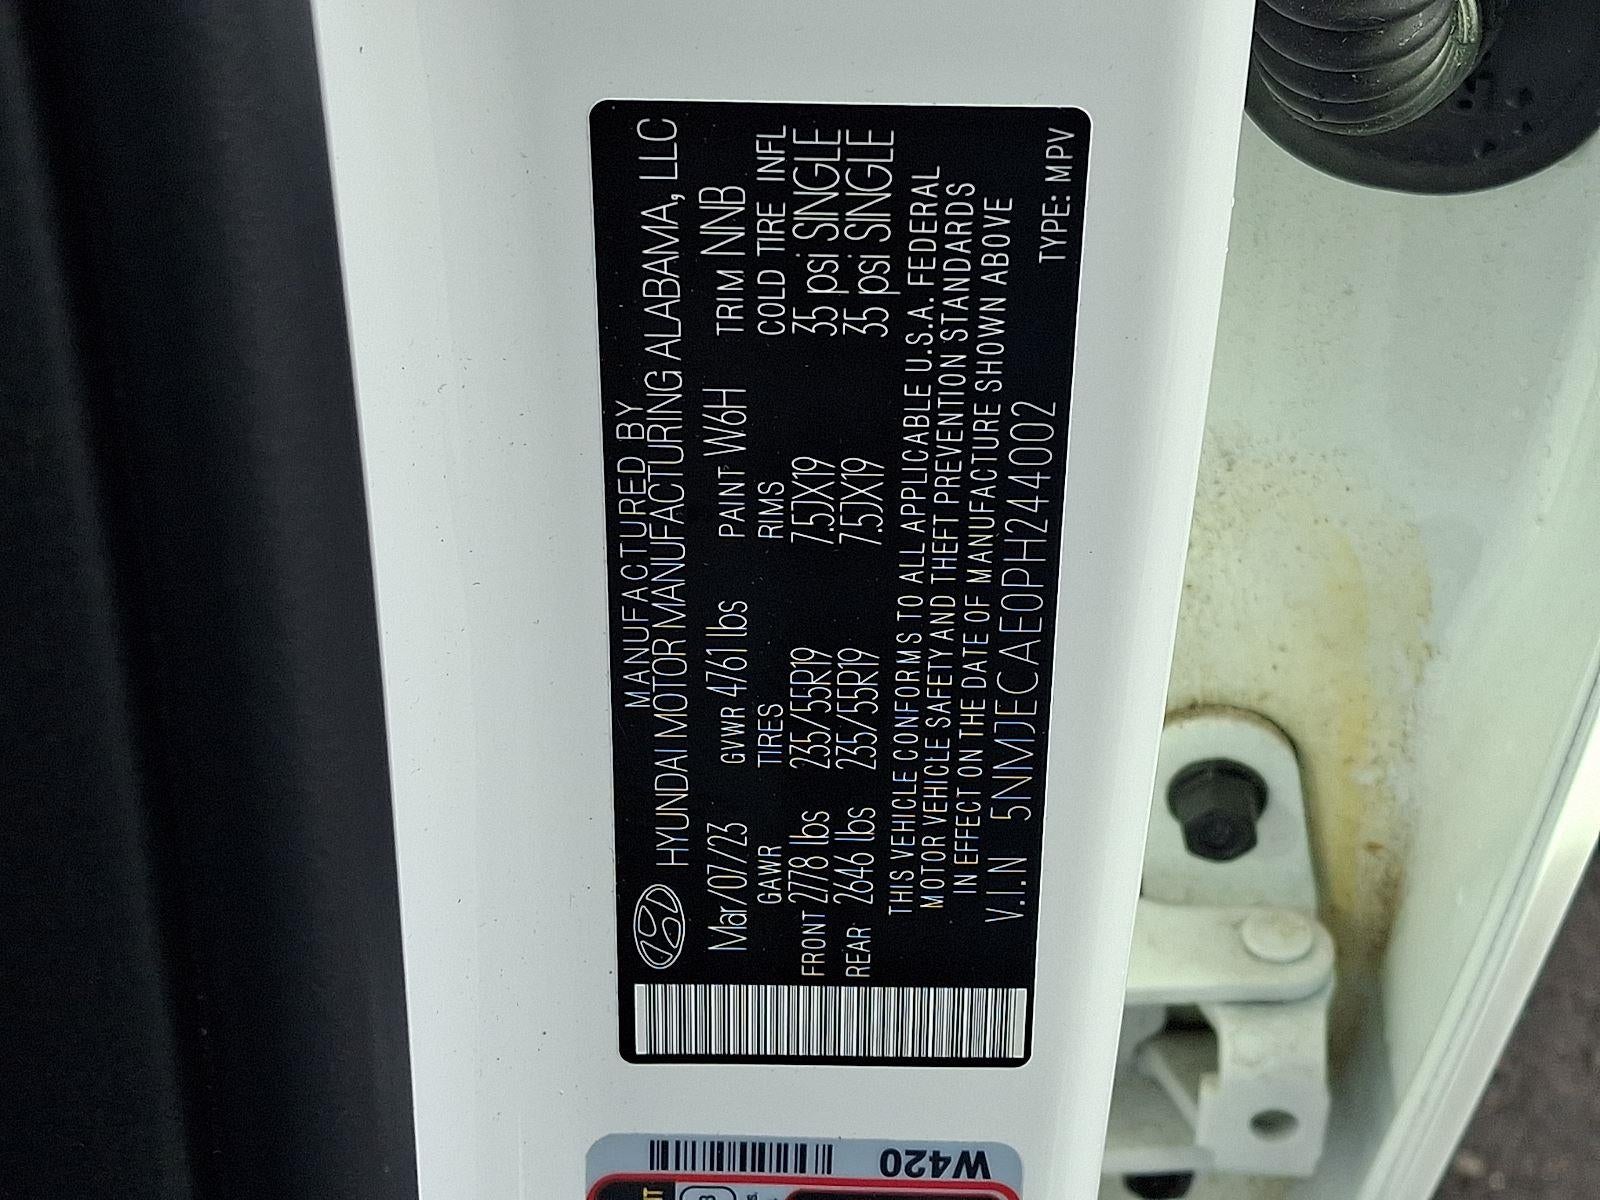 MANUFACTURED BY
HYUNDAI MOTOR MANUFACTURING ALABAMA, LLC
Mar/07/23 GVWR 4761 lbs PAINT W6H TRIM NNB
GAWR TIRES RIMS COLD TIRE INFL
FRONT 2778 lbs 235/55R19 7.5JX19 35 psi SINGLE
REAR 2646 lbs 235/55R19 7.5JX19 35 psi SINGLE
THIS VEHICLE CONFORMS TO ALL APPLICABLE U.S.A. FEDERAL
MOTOR VEHICLE SAFETY AND THEFT PREVENTION STANDARDS
IN EFFECT ON THE DATE OF MANUFACTURE SHOWN ABOVE
V.I.N 5NMJECAE0PH244002 TYPE: MPV
W420